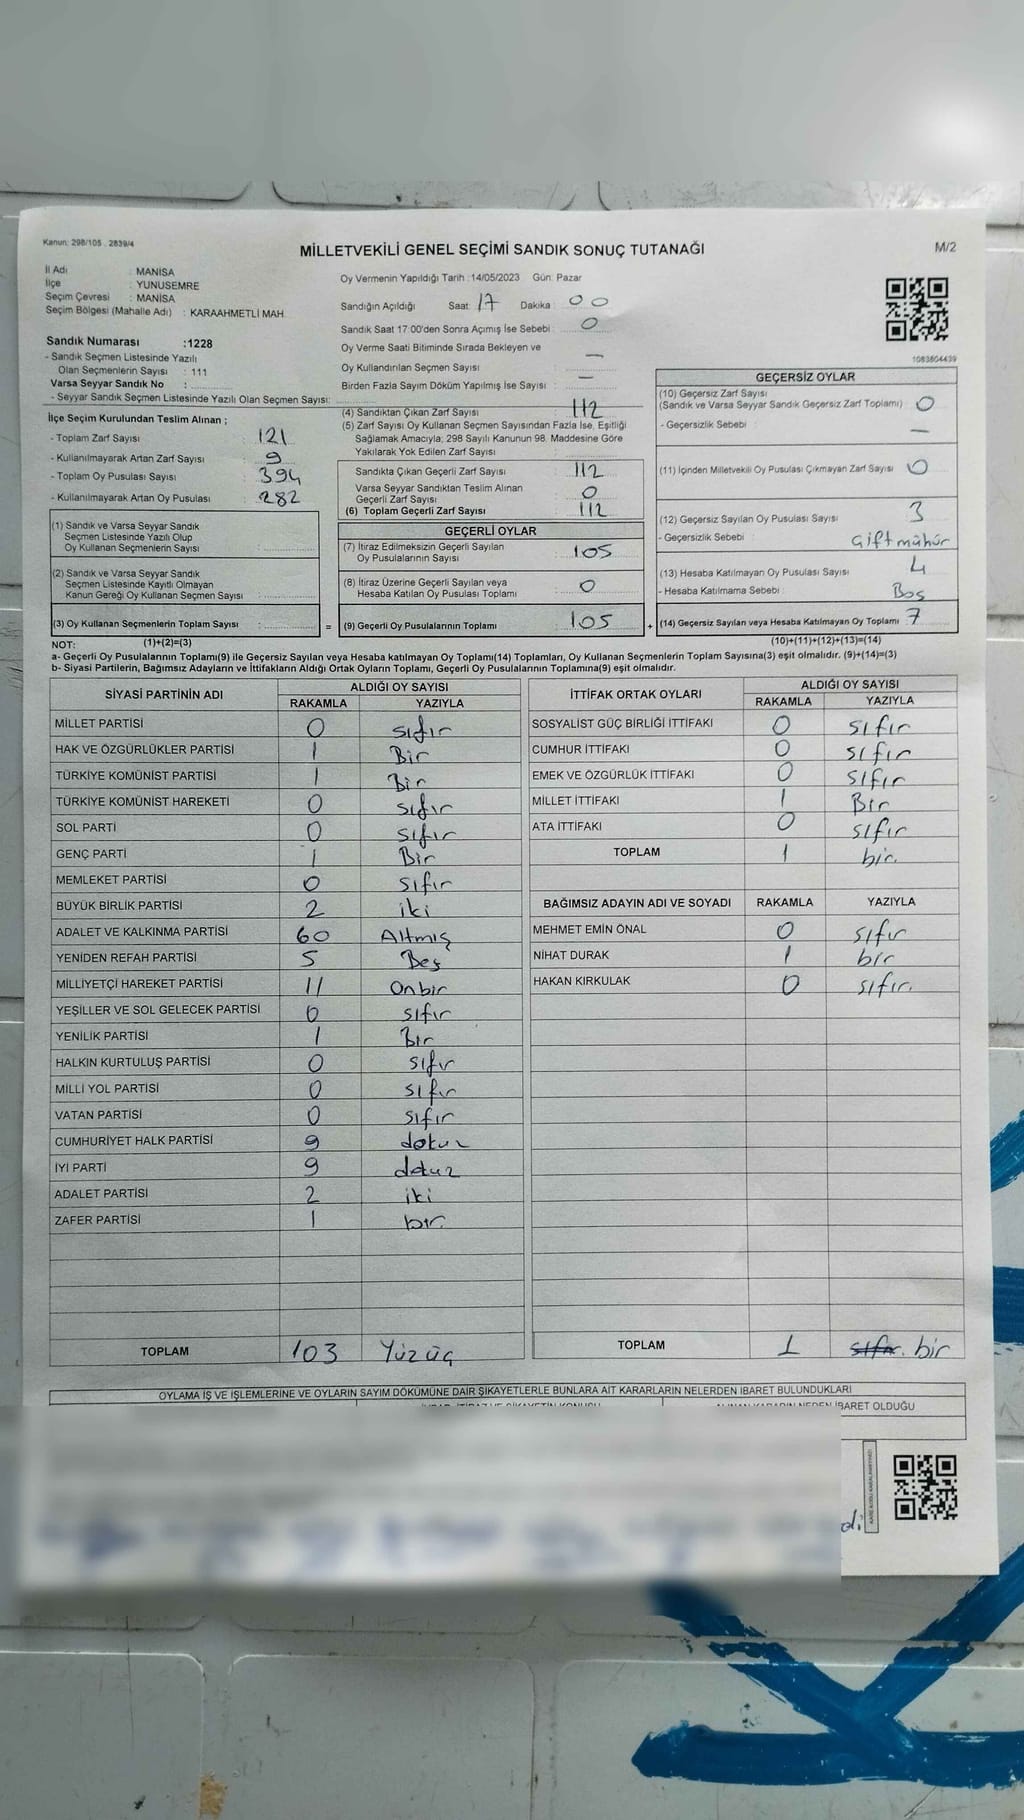 Kanun: 298/105 . 2839/4
MİLLETVEKİLİ GENEL SEÇİMİ SANDIK SONUÇ TUTANAĞI
M/2
İl Adı : MANİSA
İlçe : YUNUSEMRE
Seçim Çevresi : MANİSA
Seçim Bölgesi (Mahalle Adı) : KARAAHMETLİ MAH.
Sandık Numarası :1228
- Sandık Seçmen Listesinde Yazılı
Olan Seçmenlerin Sayısı : 111
Varsa Seyyar Sandık No :
- Seyyar Sandık Seçmen Listesinde Yazılı Olan Seçmen Sayısı:
Oy Vermenin Yapıldığı Tarih :14/05/2023 Gün: Pazar
Sandığın Açıldığı Saat: 17 Dakika : 00
Sandık Saat 17:00'den Sonra Açımış İse Sebebi : 0
Oy Verme Saati Bitiminde Sırada Bekleyen ve
Oy Kullandırılan Seçmen Sayısı : —
Birden Fazla Sayım Döküm Yapılmış İse Sayısı : —
1083804439
İlçe Seçim Kurulundan Teslim Alınan ;
- Toplam Zarf Sayısı : 121
- Kullanılmayarak Artan Zarf Sayısı : 9
- Toplam Oy Pusulası Sayısı : 394
- Kullanılmayarak Artan Oy Pusulası : 282
(1) Sandık ve Varsa Seyyar Sandık
Seçmen Listesinde Yazılı Olup
Oy Kullanan Seçmenlerin Sayısı :
(2) Sandık ve Varsa Seyyar Sandık
Seçmen Listesinde Kayıtlı Olmayan
Kanun Gereği Oy Kullanan Seçmen Sayısı :
(3) Oy Kullanan Seçmenlerin Toplam Sayısı : =
(1)+(2)=(3)
(4) Sandıktan Çıkan Zarf Sayısı : 112
(5) Zarf Sayısı Oy Kullanan Seçmen Sayısından Fazla İse, Eşitliği
Sağlamak Amacıyla; 298 Sayılı Kanunun 98. Maddesine Göre
Yakılarak Yok Edilen Zarf Sayısı :
Sandıkta Çıkan Geçerli Zarf Sayısı : 112
Varsa Seyyar Sandıktan Teslim Alınan
Geçerli Zarf Sayısı : 0
(6) Toplam Geçerli Zarf Sayısı : 112
GEÇERLİ OYLAR
(7) İtiraz Edilmeksizin Geçerli Sayılan
Oy Pusulalarının Sayısı : 105
(8) İtiraz Üzerine Geçerli Sayılan veya
Hesaba Katılan Oy Pusulası Toplamı : 0
(9) Geçerli Oy Pusulalarının Toplamı : 105 +
GEÇERSİZ OYLAR
(10) Geçersiz Zarf Sayısı
(Sandık ve Varsa Seyyar Sandık Geçersiz Zarf Toplamı) : 0
- Geçersizlik Sebebi : —
(11) İçinden Milletvekili Oy Pusulası Çıkmayan Zarf Sayısı : 0
(12) Geçersiz Sayılan Oy Pusulası Sayısı : 3
- Geçersizlik Sebebi : Çift mühür
(13) Hesaba Katılmayan Oy Pusulası Sayısı : 4
- Hesaba Katılmama Sebebi : Boş
(14) Geçersiz Sayılan veya Hesaba Katılmayan Oy Toplamı : 7
(10)+(11)+(12)+(13)=(14)
NOT:
a- Geçerli Oy Pusulalarının Toplamı(9) ile Geçersiz Sayılan veya Hesaba katılmayan Oy Toplamı(14) Toplamları, Oy Kullanan Seçmenlerin Toplam Sayısına(3) eşit olmalıdır. (9)+(14)=(3)
b- Siyasi Partilerin, Bağımsız Adayların ve İttifakların Aldığı Oyların Toplamı, Geçerli Oy Pusulalarının Toplamına(9) eşit olmalıdır.
SİYASİ PARTİNİN ADI ALDIĞI OY SAYISI
RAKAMLA YAZIYLA
MİLLET PARTİSİ 0 sıfır
HAK VE ÖZGÜRLÜKLER PARTİSİ 1 Bir
TÜRKİYE KOMÜNİST PARTİSİ 1 Bir
TÜRKİYE KOMÜNİST HAREKETİ 0 sıfır
SOL PARTİ 0 sıfır
GENÇ PARTİ 1 Bir
MEMLEKET PARTİSİ 0 sıfır
BÜYÜK BİRLİK PARTİSİ 2 iki
ADALET VE KALKINMA PARTİSİ 60 Altmış
YENİDEN REFAH PARTİSİ 5 Beş
MİLLİYETÇİ HAREKET PARTİSİ 11 Onbir
YEŞİLLER VE SOL GELECEK PARTİSİ 0 sıfır
YENİLİK PARTİSİ 1 Bir
HALKIN KURTULUŞ PARTİSİ 0 sıfır
MİLLİ YOL PARTİSİ 0 sıfır
VATAN PARTİSİ 0 sıfır
CUMHURİYET HALK PARTİSİ 9 dokuz
İYİ PARTİ 9 dokuz
ADALET PARTİSİ 2 iki
ZAFER PARTİSİ 1 bir
TOPLAM 103 Yüzüç
İTTİFAK ORTAK OYLARI ALDIĞI OY SAYISI
RAKAMLA YAZIYLA
SOSYALİST GÜÇ BİRLİĞİ İTTİFAKI 0 sıfır
CUMHUR İTTİFAKI 0 sıfır
EMEK VE ÖZGÜRLÜK İTTİFAKI 0 sıfır
MİLLET İTTİFAKI 1 Bir
ATA İTTİFAKI 0 sıfır
TOPLAM 1 bir.
BAĞIMSIZ ADAYIN ADI VE SOYADI RAKAMLA YAZIYLA
MEHMET EMİN ÖNAL 0 sıfır
NİHAT DURAK 1 bir
HAKAN KIRKULAK 0 sıfır.
TOPLAM 1 sıfır. bir
OYLAMA İŞ VE İŞLEMLERİNE VE OYLARIN SAYIM DÖKÜMÜNE DAİR ŞİKAYETLERLE BUNLARA AİT KARARLARIN NELERDEN İBARET BULUNDUKLARI